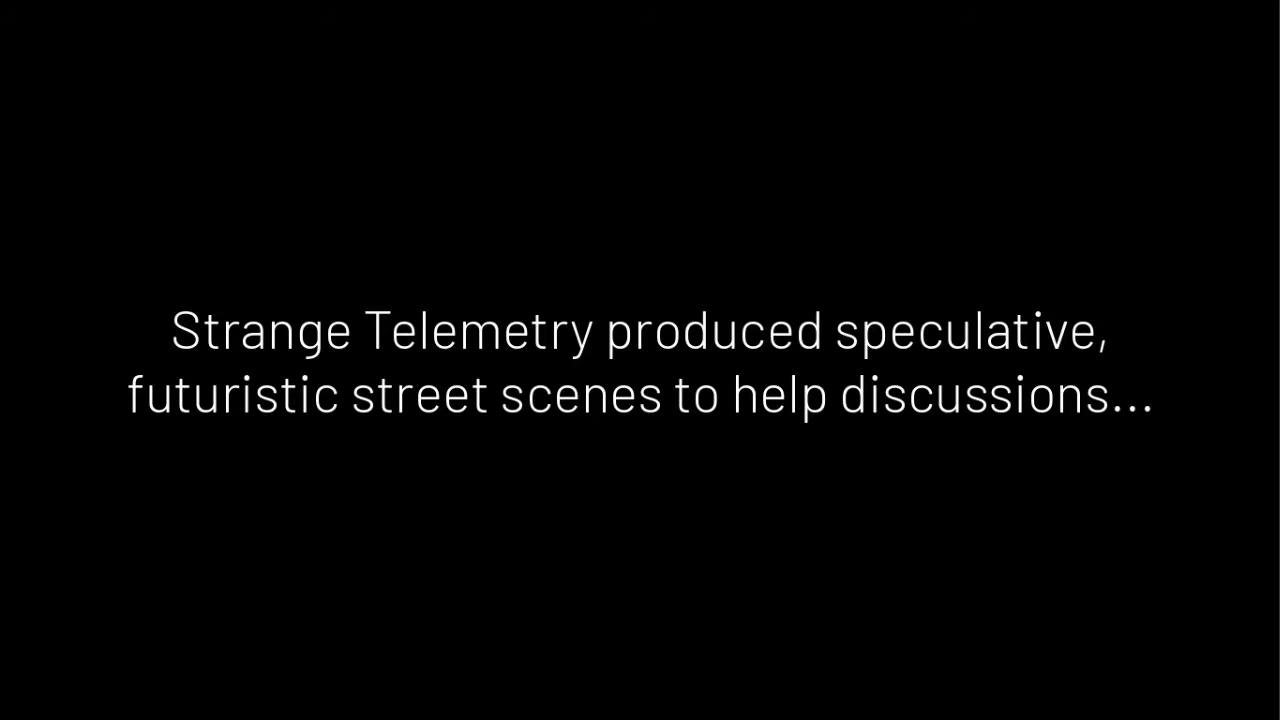 Strange Telemetry produced speculative,
futuristic street scenes to help discussions...